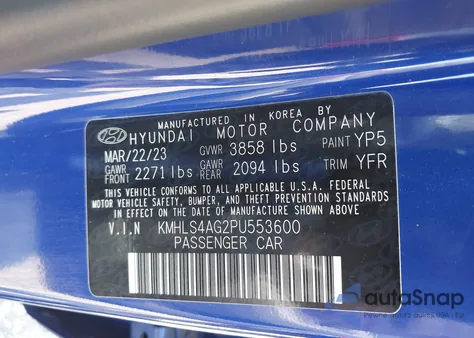 MANUFACTURED IN KOREA BY
HYUNDAI MOTOR COMPANY
MAR/22/23 GVWR 3858 lbs PAINT YP5
GAWR FRONT 2271 lbs GAWR REAR 2094 lbs TRIM YFR
THIS VEHICLE CONFORMS TO ALL APPLICABLE U.S.A. FEDERAL
MOTOR VEHICLE SAFETY, BUMPER, AND THEFT PREVENTION STANDARDS
IN EFFECT ON THE DATE OF MANUFACTURE SHOWN ABOVE.
V.I.N KMHLS4AG2PU553600
PASSENGER CAR
autoSnap